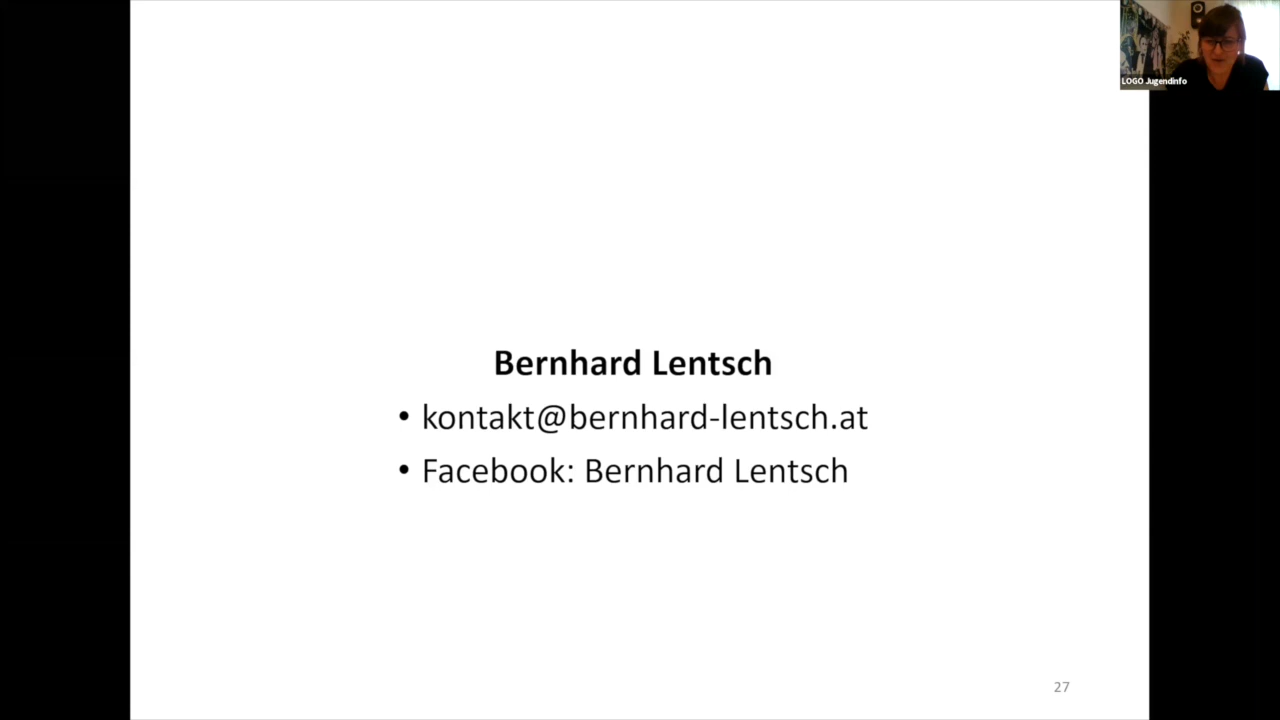 LOGO Jugendinfo
Bernhard Lentsch
• kontakt@bernhard-lentsch.at
• Facebook: Bernhard Lentsch
27